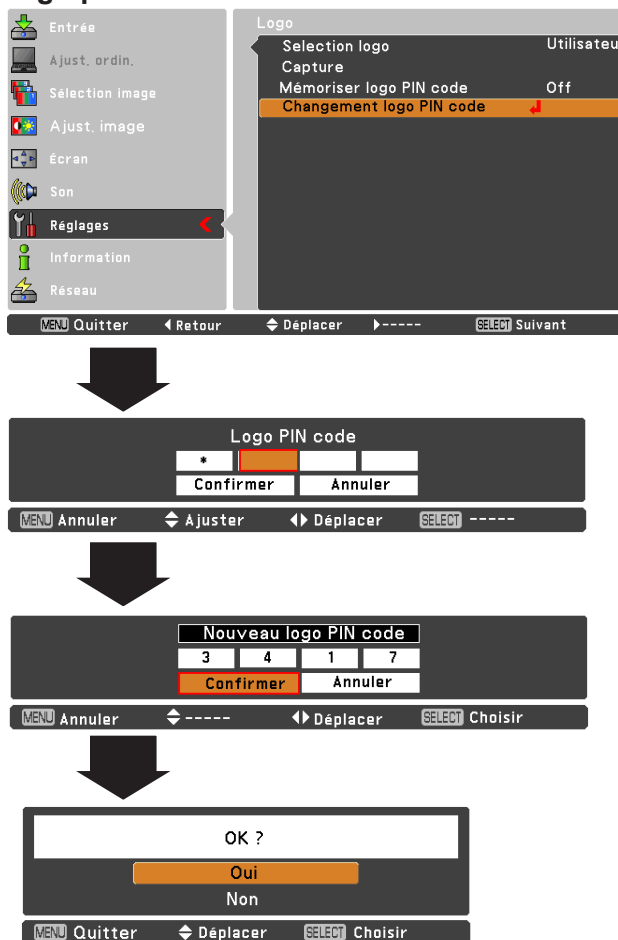 Entrée
Ajust. ordin.
Sélection image
Ajust. image
Écran
Son
Réglages
Information
Réseau
Logo
Selection logo Utilisateu
Capture
Mémoriser logo PIN code Off
Changement logo PIN code
MENU Quitter Retour Déplacer ----- SELECT Suivant
Logo PIN code
*
Confirmer Annuler
MENU Annuler Ajuster Déplacer SELECT -----
Nouveau logo PIN code
3 4 1 7
Confirmer Annuler
MENU Annuler ----- Déplacer SELECT Choisir
OK ?
Oui
Non
MENU Quitter Déplacer SELECT Choisir